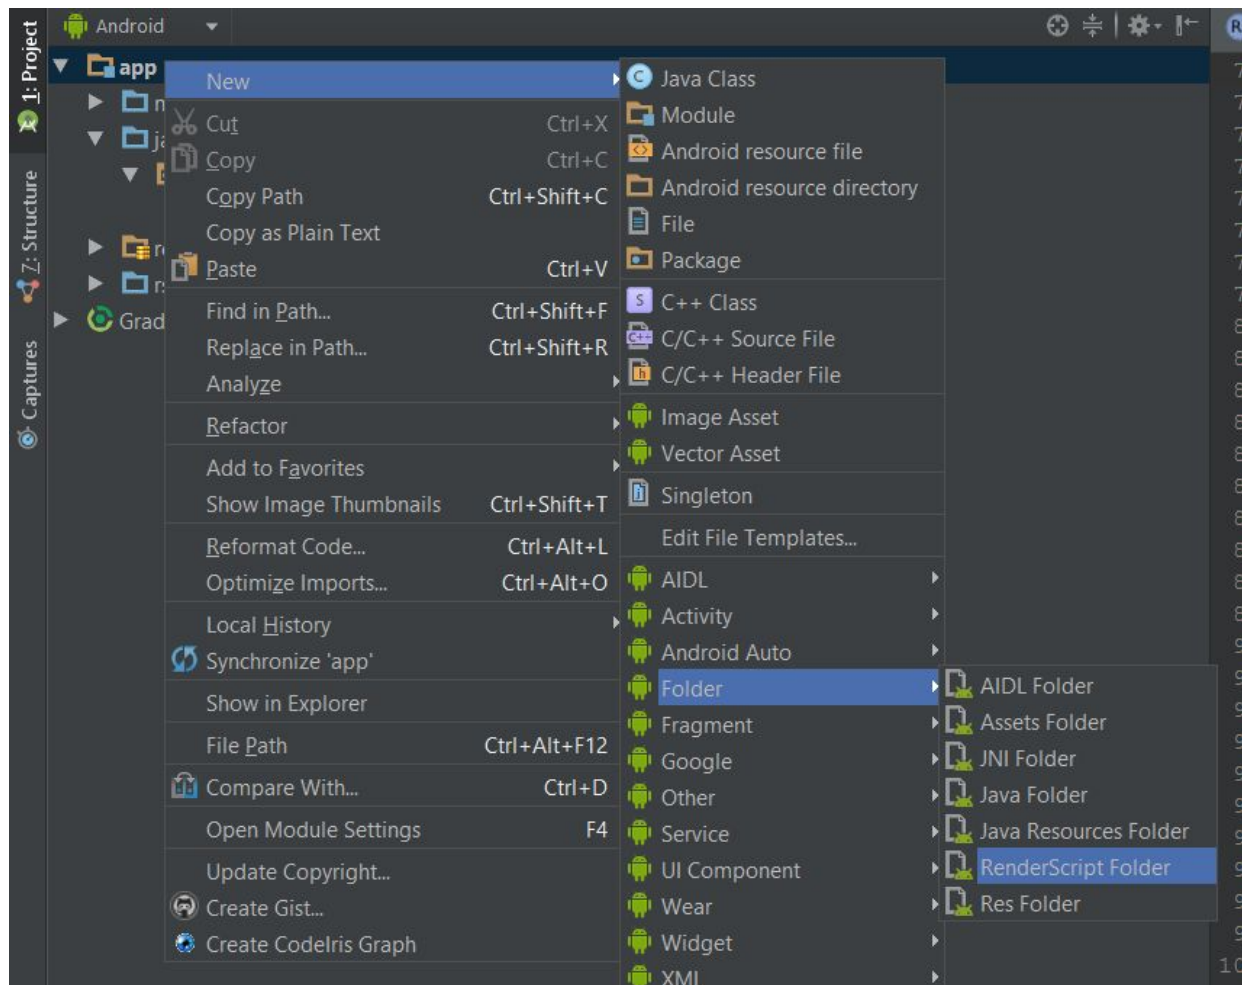 1: Project
Z: Structure
Captures
Android
app
Grad
New
Cut Ctrl+X
Copy Ctrl+C
Copy Path Ctrl+Shift+C
Copy as Plain Text
Paste Ctrl+V
Find in Path... Ctrl+Shift+F
Replace in Path... Ctrl+Shift+R
Analyze
Refactor
Add to Favorites
Show Image Thumbnails Ctrl+Shift+T
Reformat Code... Ctrl+Alt+L
Optimize Imports... Ctrl+Alt+O
Local History
Synchronize 'app'
Show in Explorer
File Path Ctrl+Alt+F12
Compare With... Ctrl+D
Open Module Settings F4
Update Copyright...
Create Gist...
Create CodeIris Graph
Java Class
Module
Android resource file
Android resource directory
File
Package
C++ Class
C/C++ Source File
C/C++ Header File
Image Asset
Vector Asset
Singleton
Edit File Templates...
AIDL
Activity
Android Auto
Folder
Fragment
Google
Other
Service
UI Component
Wear
Widget
XML
AIDL Folder
Assets Folder
JNI Folder
Java Folder
Java Resources Folder
RenderScript Folder
Res Folder